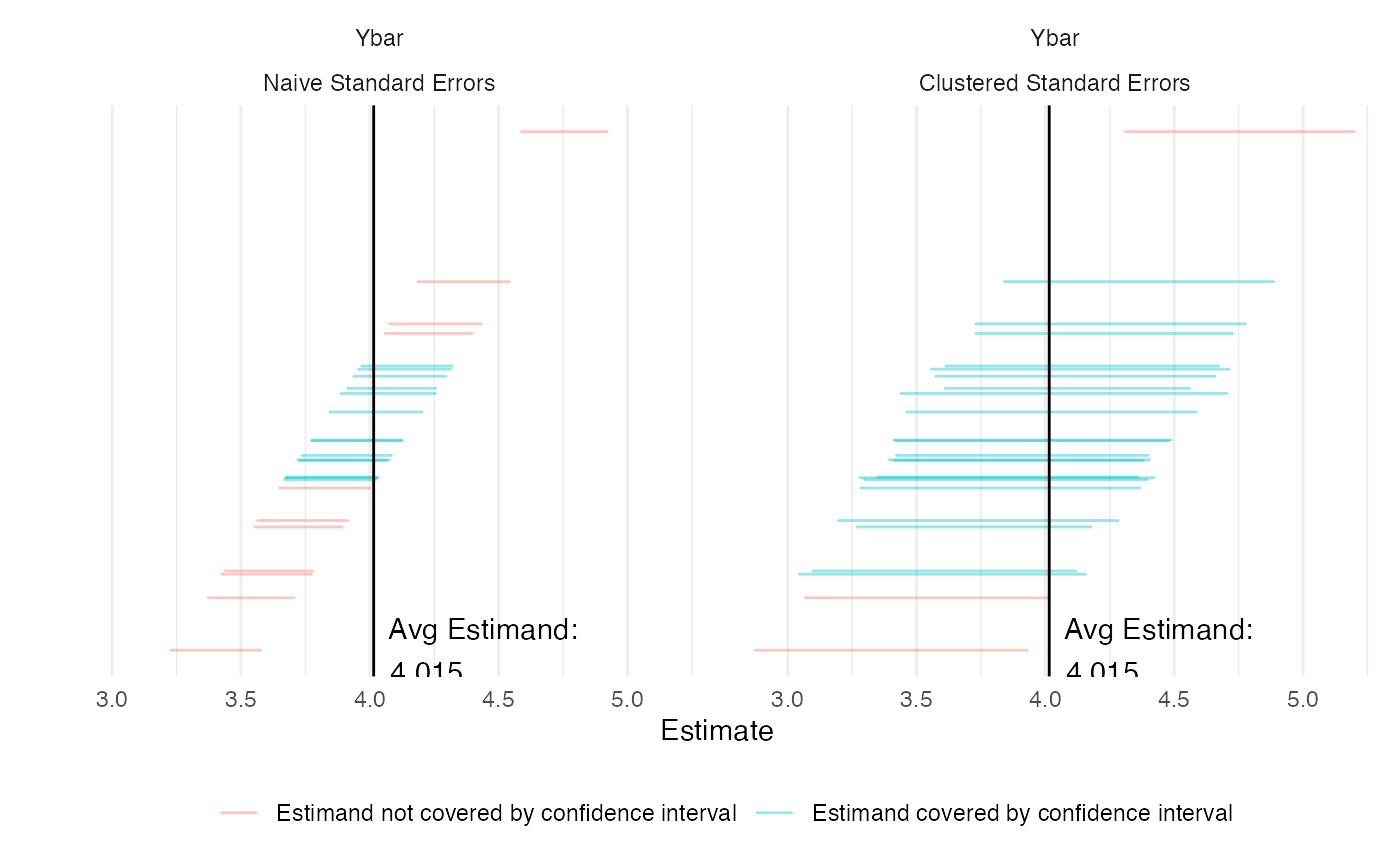 Ybar
Ybar
Naive Standard Errors
Clustered Standard Errors
Avg Estimand:
4.015
Avg Estimand:
4.015
3.0 3.5 4.0 4.5 5.0
3.0 3.5 4.0 4.5 5.0
Estimate
Estimand not covered by confidence interval
Estimand covered by confidence interval